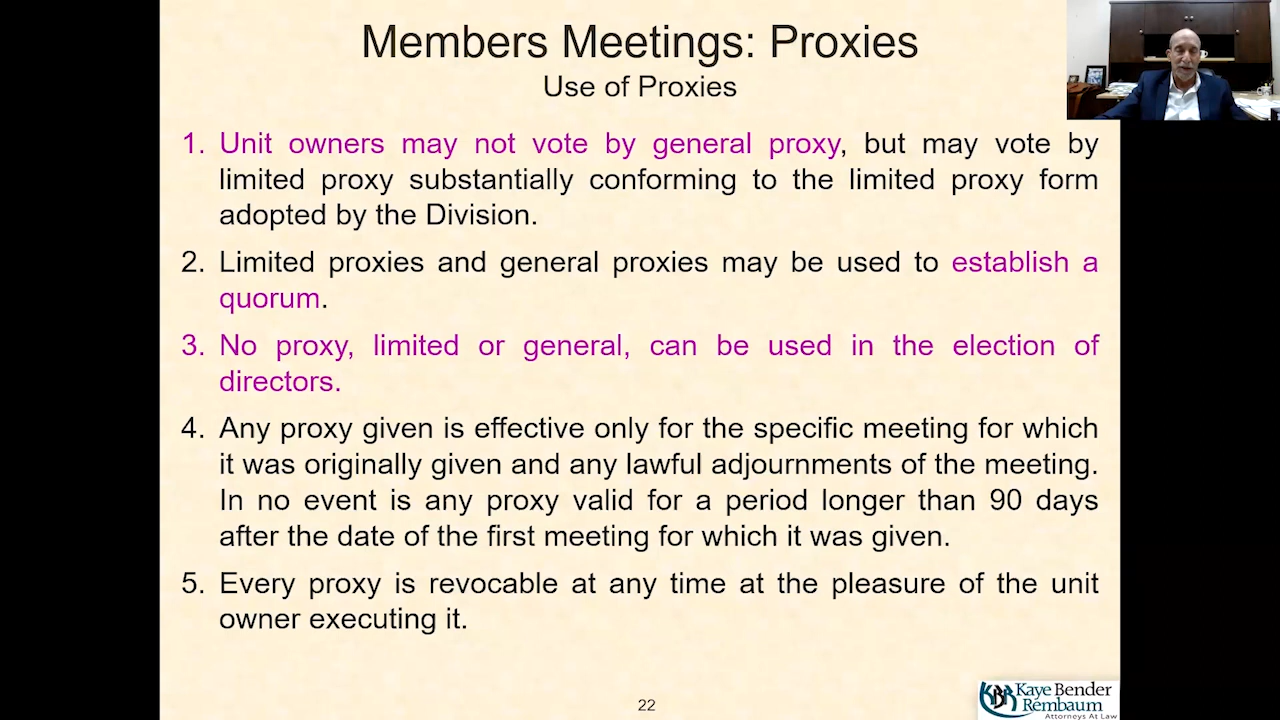 Members Meetings: Proxies
Use of Proxies
1. Unit owners may not vote by general proxy, but may vote by
limited proxy substantially conforming to the limited proxy form
adopted by the Division.
2. Limited proxies and general proxies may be used to establish a
quorum.
3. No proxy, limited or general, can be used in the election of
directors.
4. Any proxy given is effective only for the specific meeting for which
it was originally given and any lawful adjournments of the meeting.
In no event is any proxy valid for a period longer than 90 days
after the date of the first meeting for which it was given.
5. Every proxy is revocable at any time at the pleasure of the unit
owner executing it.
22
KBR Kaye Bender
Rembaum
Attorneys At Law